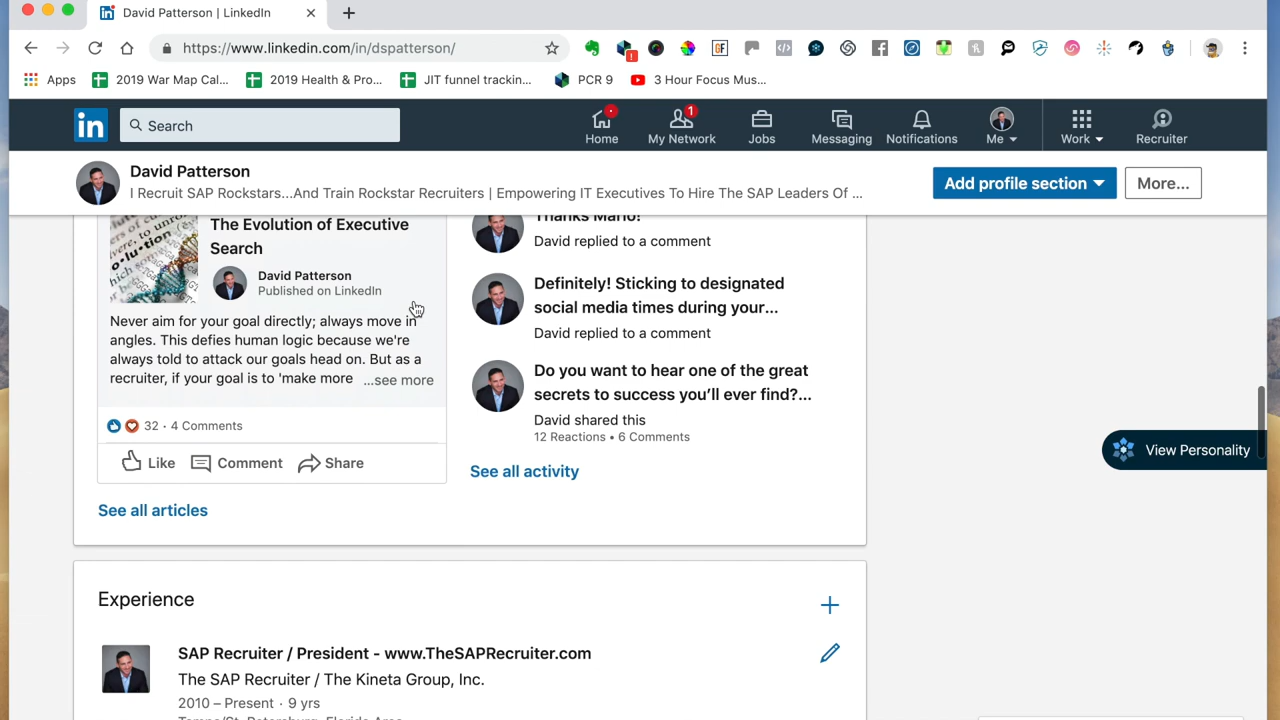 David Patterson | LinkedIn
https://www.linkedin.com/in/dspatterson/
GF
Apps
2019 War Map Cal...
2019 Health & Pro...
JIT funnel trackin...
PCR 9
3 Hour Focus Mus...
in
Search
Home
1
My Network
Jobs
Messaging
Notifications
Me
Work
Recruiter
David Patterson
I Recruit SAP Rockstars...And Train Rockstar Recruiters | Empowering IT Executives To Hire The SAP Leaders Of ...
Add profile section
More...
The Evolution of Executive
Search
David Patterson
Published on LinkedIn
Never aim for your goal directly; always move in
angles. This defies human logic because we're
always told to attack our goals head on. But as a
recruiter, if your goal is to 'make more ...see more
32 · 4 Comments
Like
Comment
Share
See all articles
Thanks Mario!
David replied to a comment
Definitely! Sticking to designated
social media times during your...
David replied to a comment
Do you want to hear one of the great
secrets to success you’ll ever find?...
David shared this
12 Reactions • 6 Comments
See all activity
View Personality
Experience
SAP Recruiter / President - www.TheSAPRecruiter.com
The SAP Recruiter / The Kineta Group, Inc.
2010 – Present · 9 yrs
Tampa/St. Petersburg, Florida Area